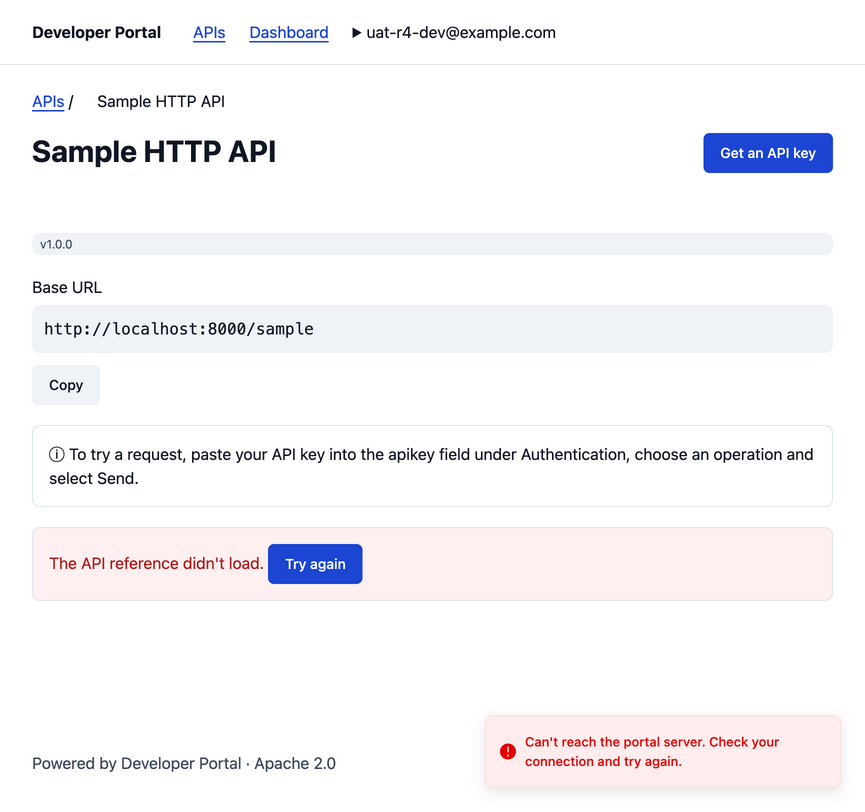 Developer Portal APIs Dashboard ▶ uat-r4-dev@example.com
APIs / Sample HTTP API
Sample HTTP API
Get an API key
v1.0.0
Base URL
http://localhost:8000/sample
Copy
ⓘ To try a request, paste your API key into the apikey field under Authentication, choose an operation and
select Send.
The API reference didn't load. Try again
Can't reach the portal server. Check your
connection and try again.
Powered by Developer Portal · Apache 2.0